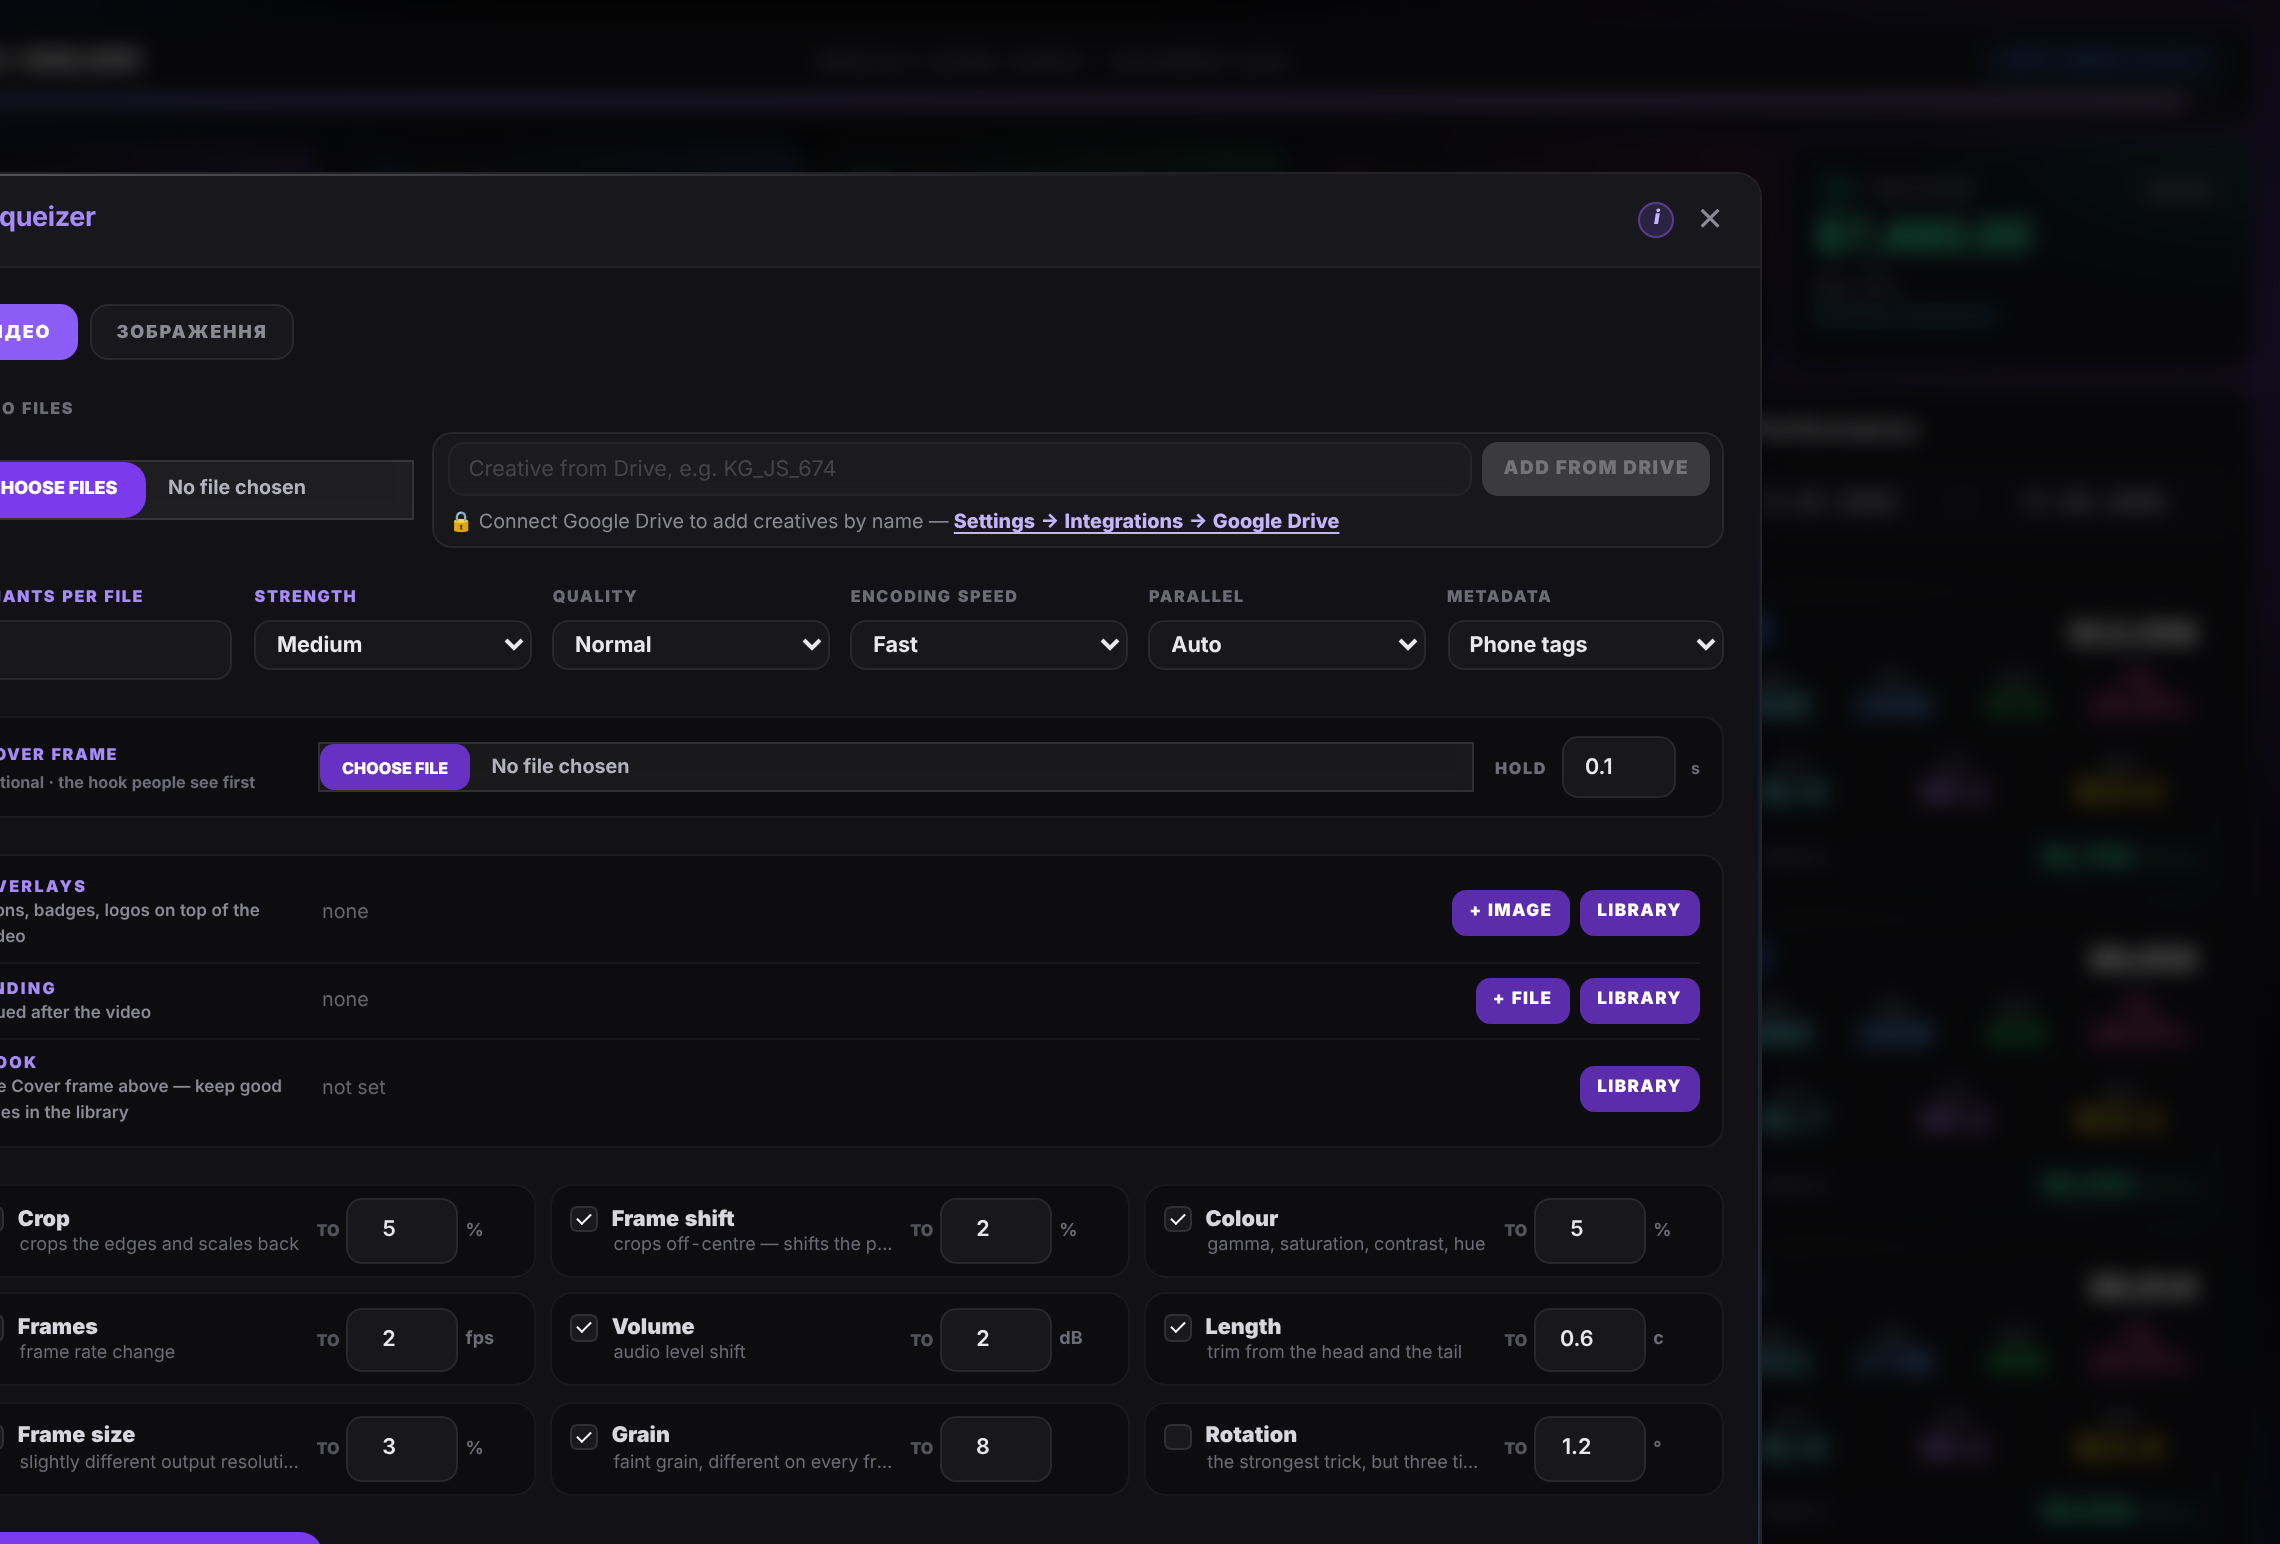 queizer
i
ІДЕО
ЗОБРАЖЕННЯ
O FILES
HOOSE FILES
No file chosen
Creative from Drive, e.g. KG_JS_674
ADD FROM DRIVE
🔒 Connect Google Drive to add creatives by name — Settings → Integrations → Google Drive
IANTS PER FILE
STRENGTH
QUALITY
ENCODING SPEED
PARALLEL
METADATA
Medium
Normal
Fast
Auto
Phone tags
OVER FRAME
tional · the hook people see first
CHOOSE FILE
No file chosen
HOLD
0.1
s
VERLAYS
ons, badges, logos on top of the
deo
none
+ IMAGE
LIBRARY
NDING
ued after the video
none
+ FILE
LIBRARY
OOK
e Cover frame above — keep good
es in the library
not set
LIBRARY
Crop
crops the edges and scales back
TO
5
%
Frame shift
crops off-centre — shifts the p...
TO
2
%
Colour
gamma, saturation, contrast, hue
TO
5
%
Frames
frame rate change
TO
2
fps
Volume
audio level shift
TO
2
dB
Length
trim from the head and the tail
TO
0.6
c
Frame size
slightly different output resoluti...
TO
3
%
Grain
faint grain, different on every fr...
TO
8
Rotation
the strongest trick, but three ti...
TO
1.2
°